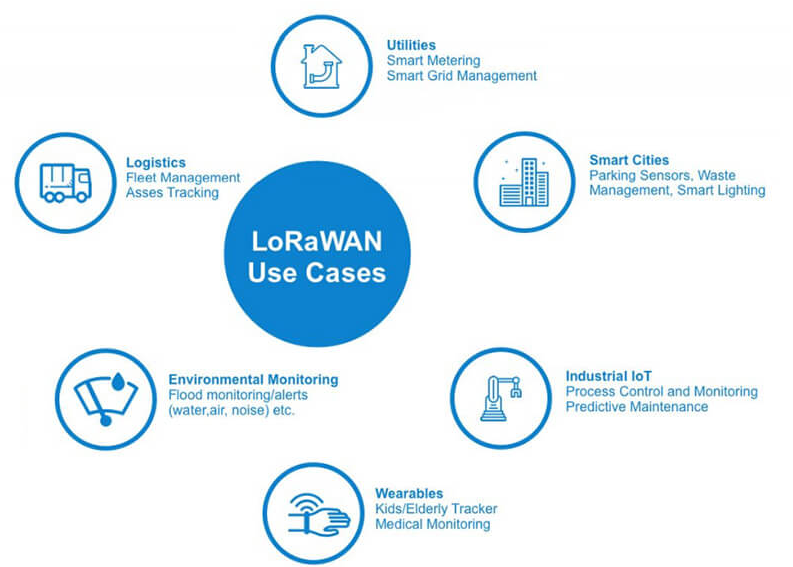 Utilities
Smart Metering
Smart Grid Management
Logistics
Fleet Management
Asses Tracking
Smart Cities
Parking Sensors, Waste
Management, Smart Lighting
LoRaWAN
Use Cases
Environmental Monitoring
Flood monitoring/alerts
(water,air, noise) etc.
Industrial IoT
Process Control and Monitoring
Predictive Maintenance
Wearables
Kids/Elderly Tracker
Medical Monitoring